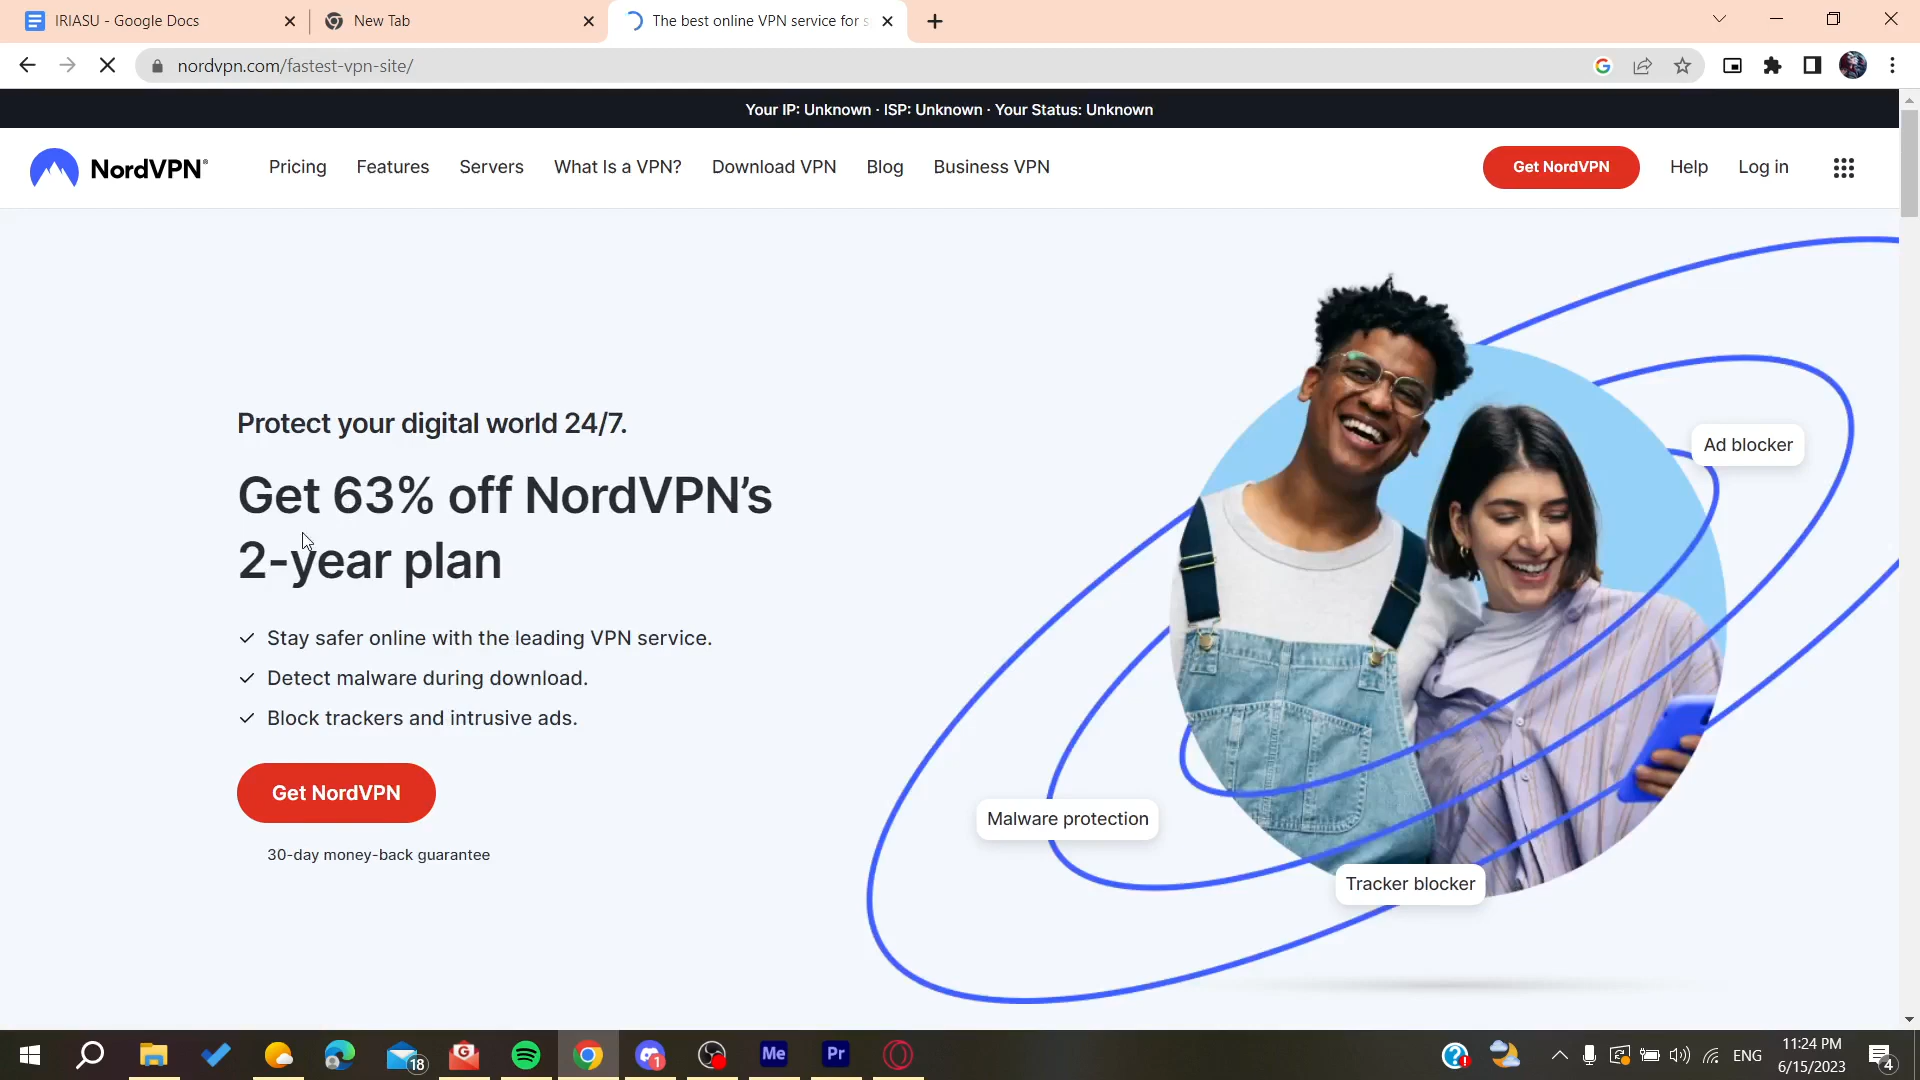 IRIASU - Google Docs
New Tab
The best online VPN service for s
nordvpn.com/fastest-vpn-site/
Your IP: Unknown · ISP: Unknown · Your Status: Unknown
NordVPN®
Pricing
Features
Servers
What Is a VPN?
Download VPN
Blog
Business VPN
Get NordVPN
Help
Log in
Protect your digital world 24/7.
Get 63% off NordVPN’s
2-year plan
Stay safer online with the leading VPN service.
Detect malware during download.
Block trackers and intrusive ads.
Get NordVPN
30-day money-back guarantee
Ad blocker
Malware protection
Tracker blocker
18
G
1
Me
Pr
ENG
11:24 PM
6/15/2023
4